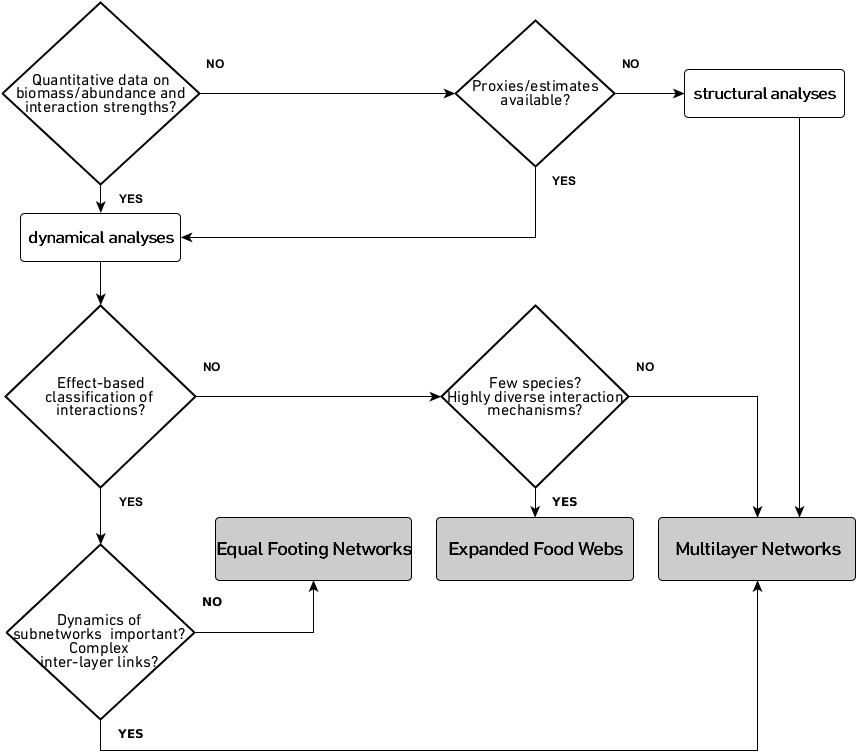 Quantitative data on
biomass/abundance and
interaction strengths?
NO
Proxies/estimates
available?
NO
structural analyses
YES
YES
dynamical analyses
Effect-based
classification of
interactions?
NO
Few species?
Highly diverse interaction
mechanisms?
NO
YES
YES
Equal Footing Networks
Expanded Food Webs
Multilayer Networks
Dynamics of
subnetworks important?
Complex
inter-layer links?
NO
YES